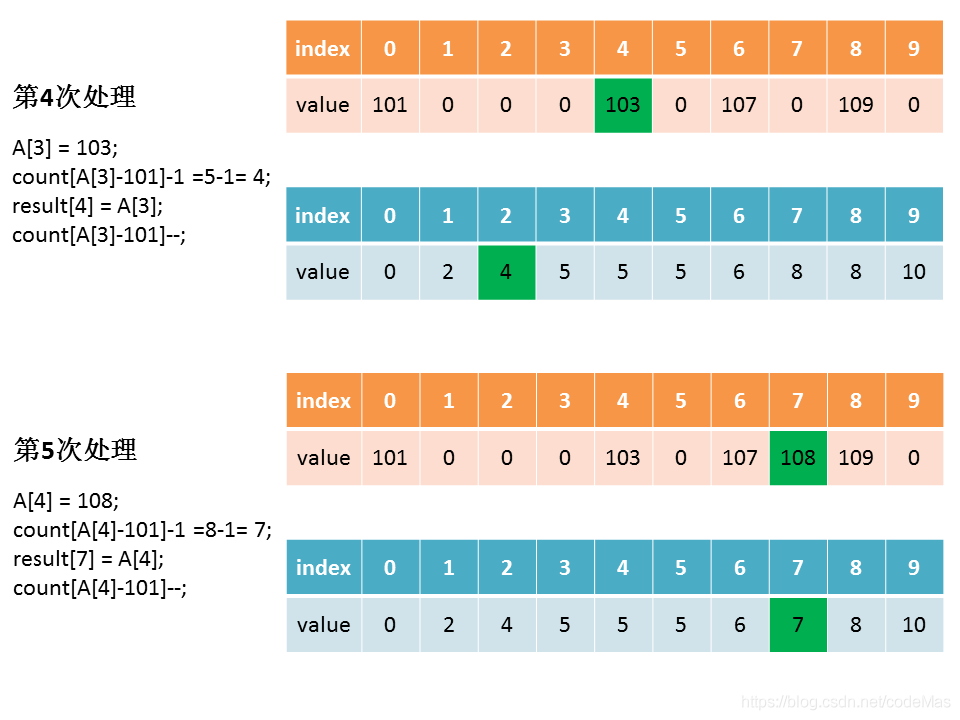 index 0 1 2 3 4 5 6 7 8 9
第4次处理
value 101 0 0 0 103 0 107 0 109 0
A[3] = 103;
count[A[3]-101]-1 =5-1= 4;
result[4] = A[3];
count[A[3]-101]--;
index 0 1 2 3 4 5 6 7 8 9
value 0 2 4 5 5 5 6 8 8 10
index 0 1 2 3 4 5 6 7 8 9
第5次处理
value 101 0 0 0 103 0 107 108 109 0
A[4] = 108;
count[A[4]-101]-1 =8-1= 7;
result[7] = A[4];
count[A[4]-101]--;
index 0 1 2 3 4 5 6 7 8 9
value 0 2 4 5 5 5 6 7 8 10
https://blog.csdn.net/codeMas